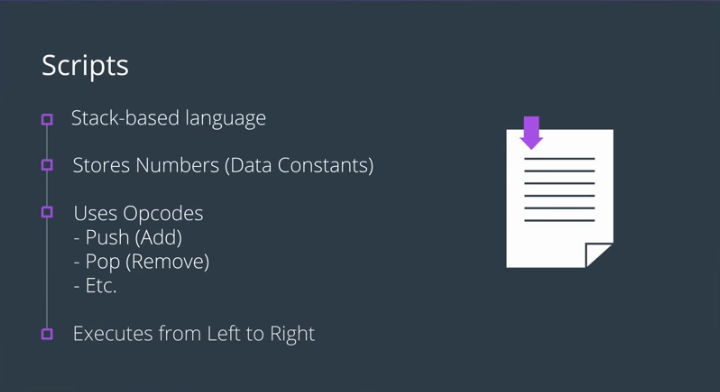 Scripts
Stack-based language
Stores Numbers (Data Constants)
Uses Opcodes
- Push (Add)
- Pop (Remove)
- Etc.
Executes from Left to Right